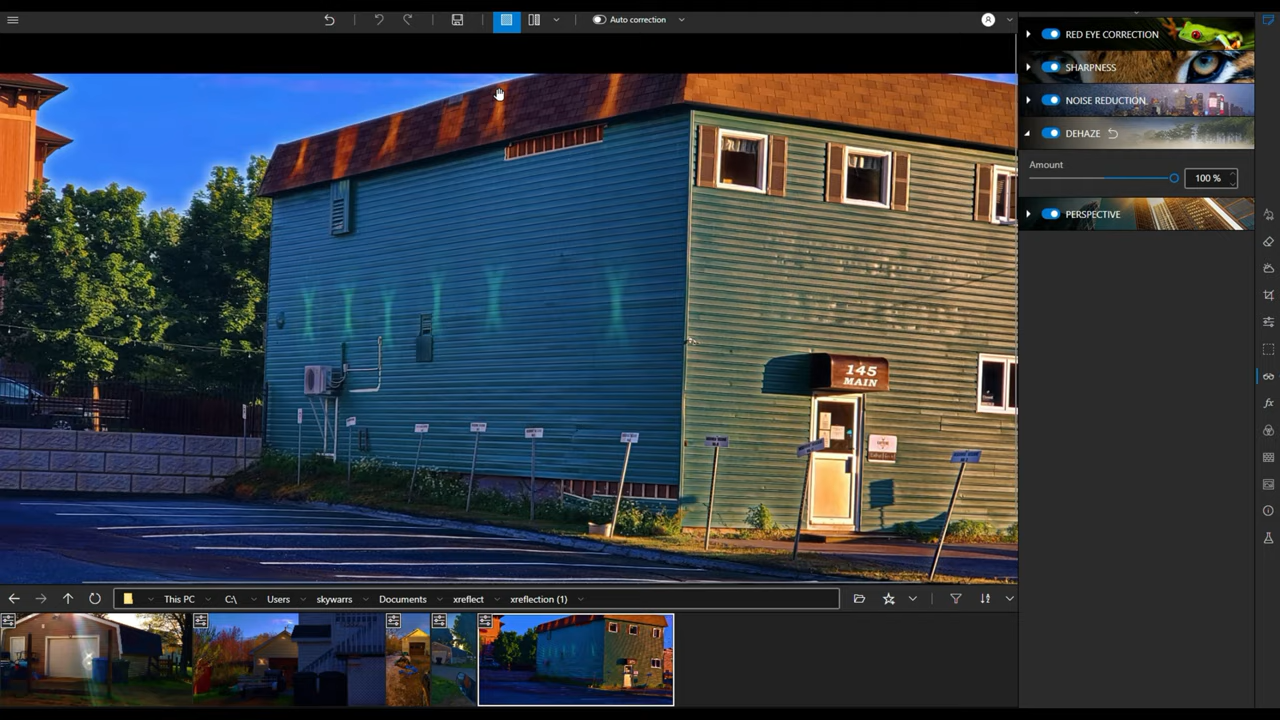 Auto correction
RED EYE CORRECTION
SHARPNESS
NOISE REDUCTION
DEHAZE
Amount
100 %
PERSPECTIVE
145
MAIN
This PC
C:\
Users
skywarrs
Documents
xreflect
xreflection (1)